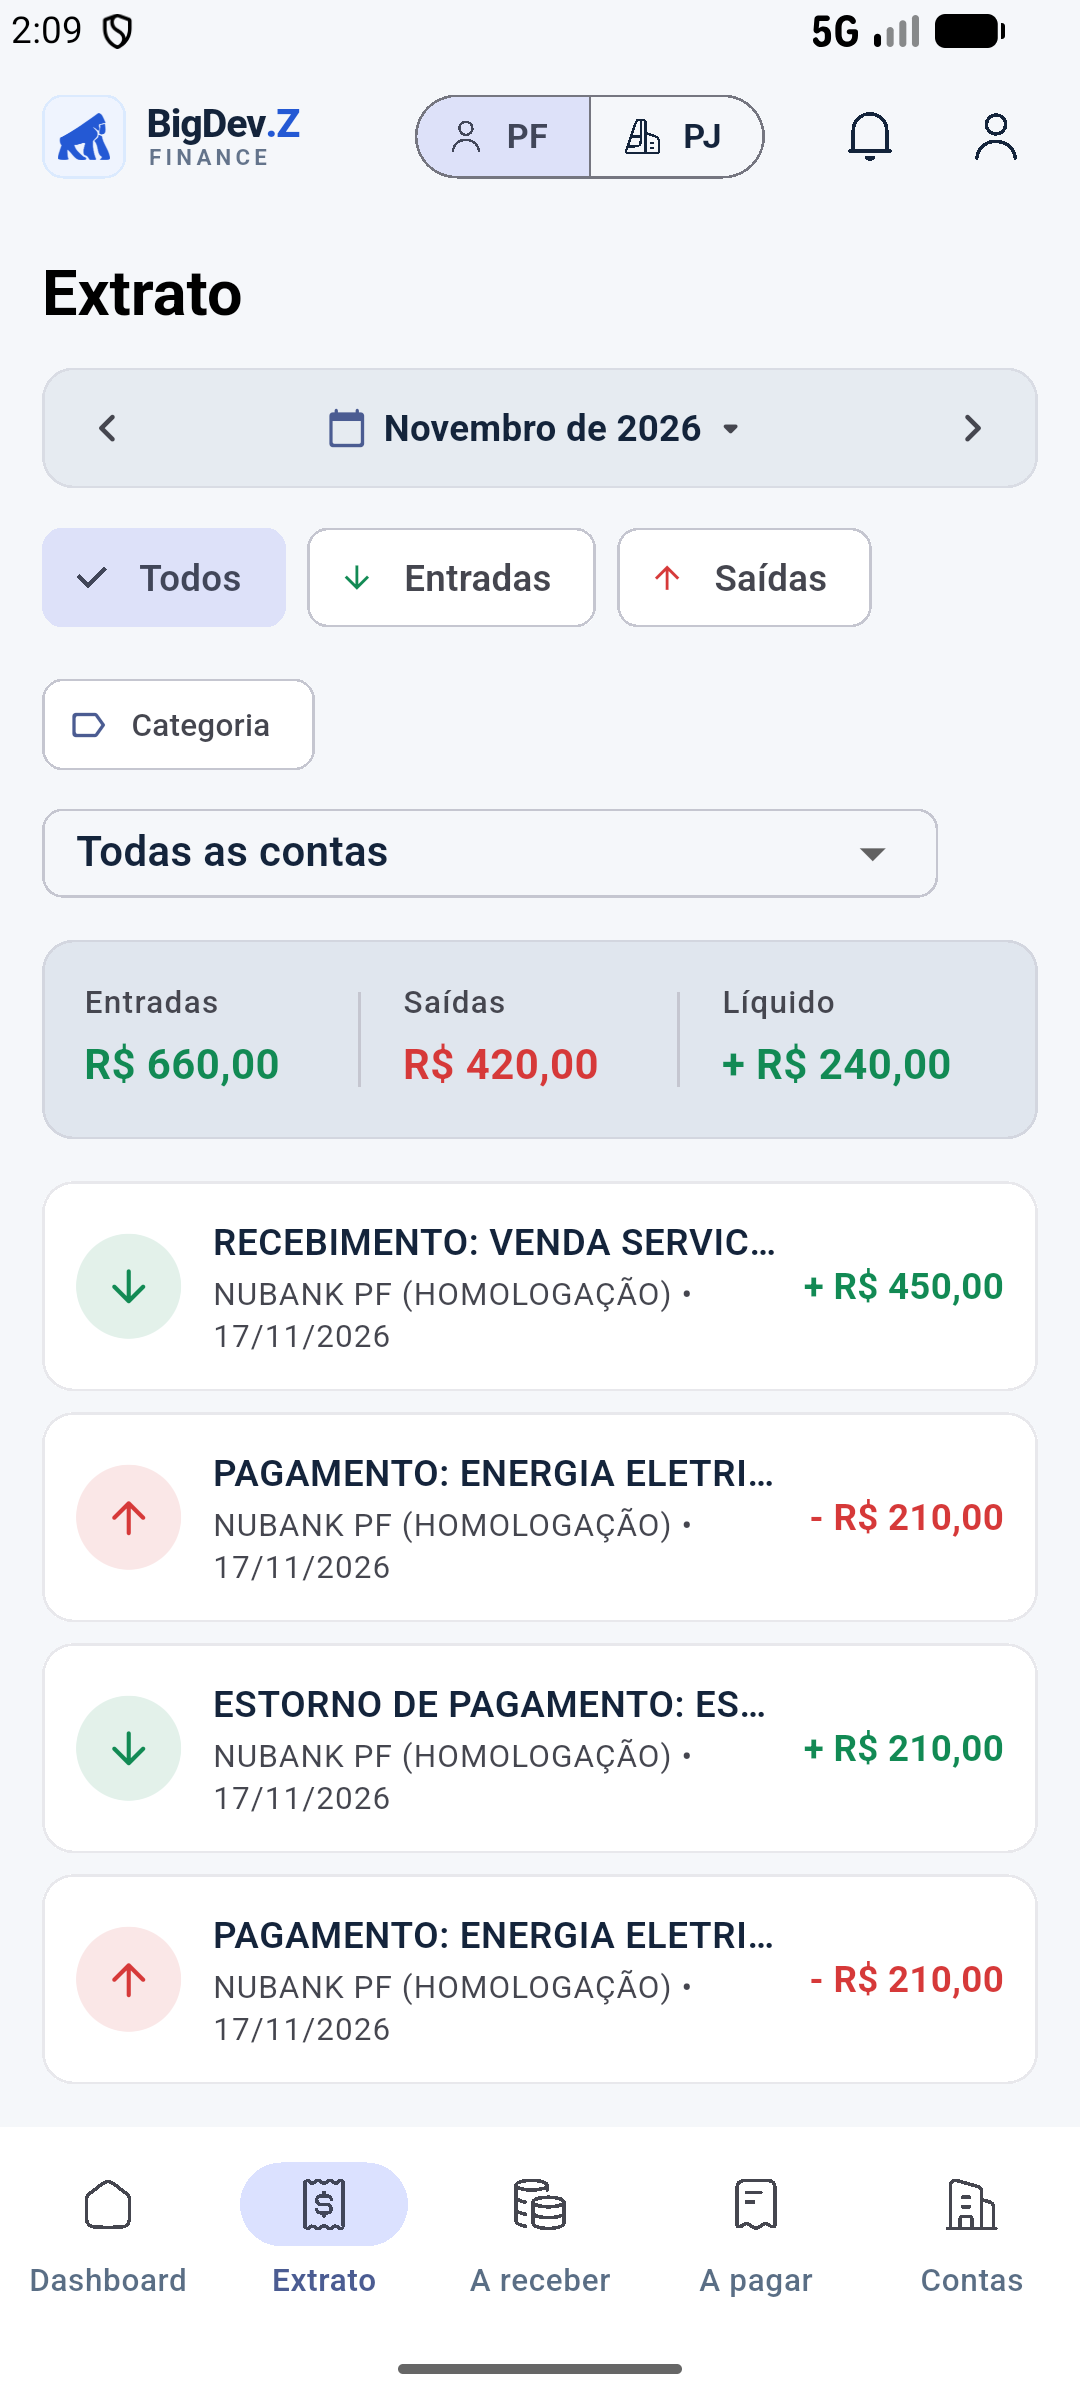 2:09
5G
BigDev.Z
FINANCE
PF
PJ
Extrato
Novembro de 2026
Todos
Entradas
Saídas
Categoria
Todas as contas
Entradas
Saídas
Líquido
R$ 660,00
R$ 420,00
+ R$ 240,00
RECEBIMENTO: VENDA SERVIC...
NUBANK PF (HOMOLOGAÇÃO) •
17/11/2026
+ R$ 450,00
PAGAMENTO: ENERGIA ELETRI...
NUBANK PF (HOMOLOGAÇÃO) •
17/11/2026
- R$ 210,00
ESTORNO DE PAGAMENTO: ES...
NUBANK PF (HOMOLOGAÇÃO) •
17/11/2026
+ R$ 210,00
PAGAMENTO: ENERGIA ELETRI...
NUBANK PF (HOMOLOGAÇÃO) •
17/11/2026
- R$ 210,00
Dashboard
Extrato
A receber
A pagar
Contas